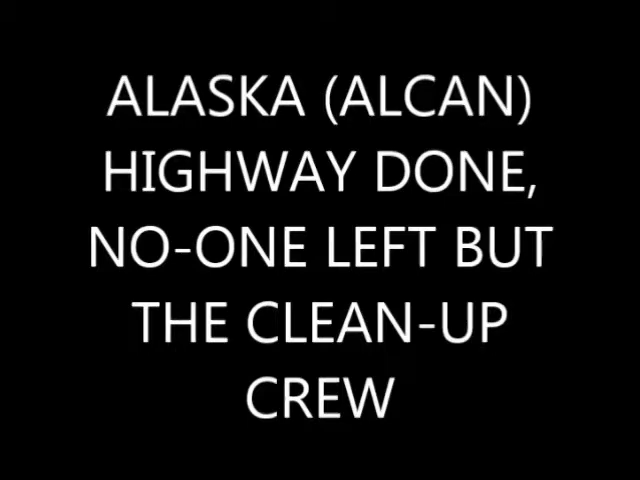 ALASKA (ALCAN)
HIGHWAY DONE,
NO-ONE LEFT BUT
THE CLEAN-UP
CREW